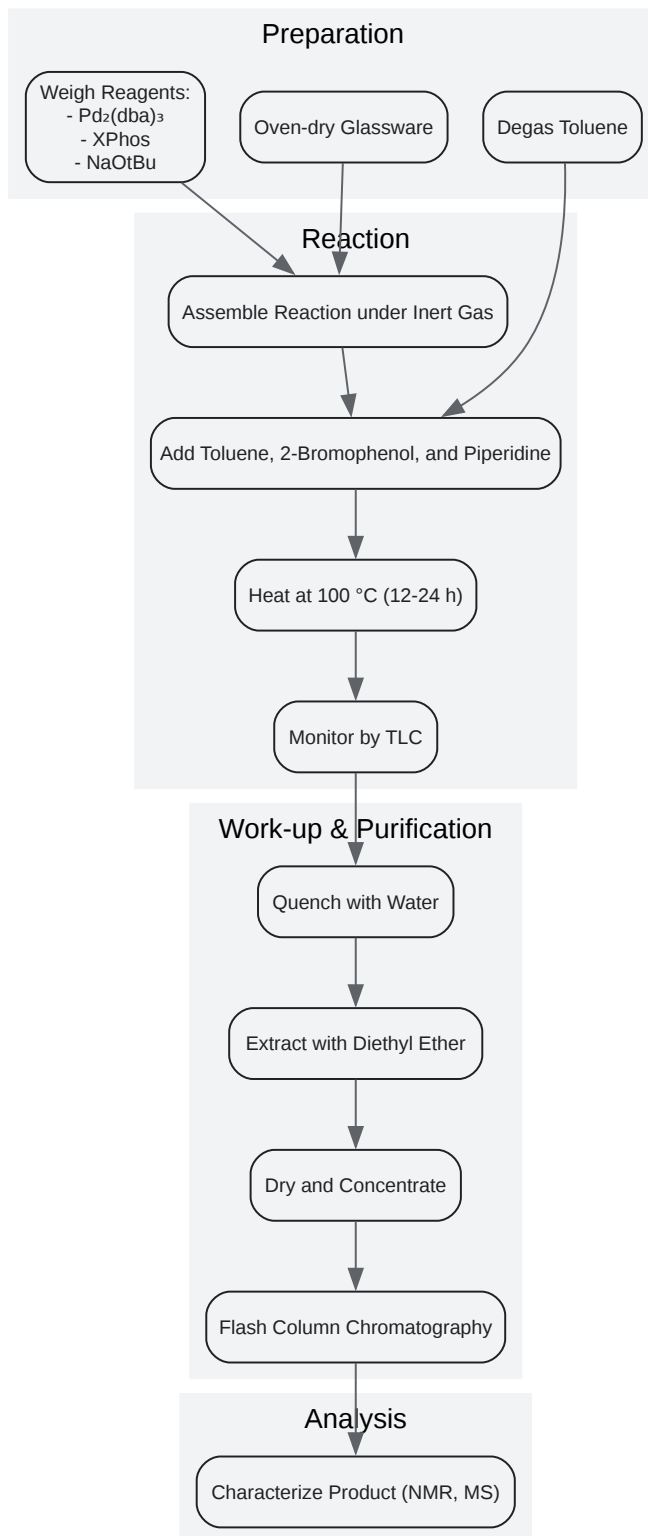 Preparation
Weigh Reagents:
- Pd₂(dba)₃
- XPhos
- NaOtBu
Oven-dry Glassware
Degas Toluene
Reaction
Assemble Reaction under Inert Gas
Add Toluene, 2-Bromophenol, and Piperidine
Heat at 100 °C (12-24 h)
Monitor by TLC
Work-up & Purification
Quench with Water
Extract with Diethyl Ether
Dry and Concentrate
Flash Column Chromatography
Analysis
Characterize Product (NMR, MS)